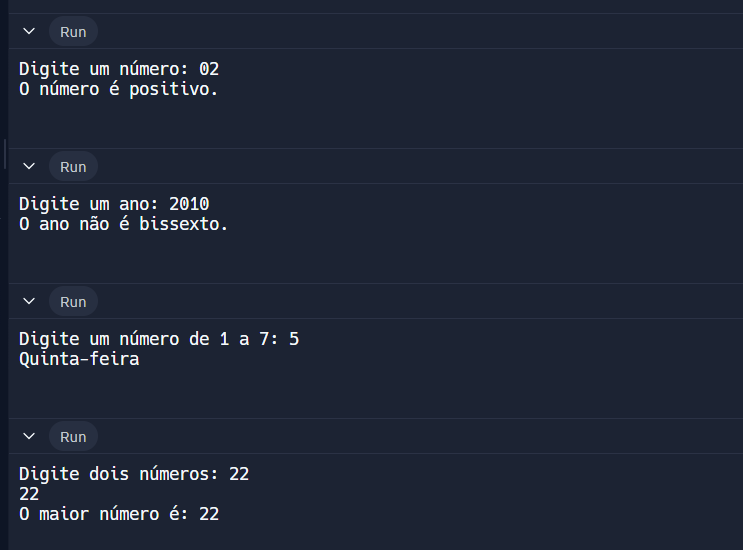 Run
Digite um número: 02
O número é positivo.
Run
Digite um ano: 2010
O ano não é bissexto.
Run
Digite um número de 1 a 7: 5
Quinta-feira
Run
Digite dois números: 22
22
O maior número é: 22